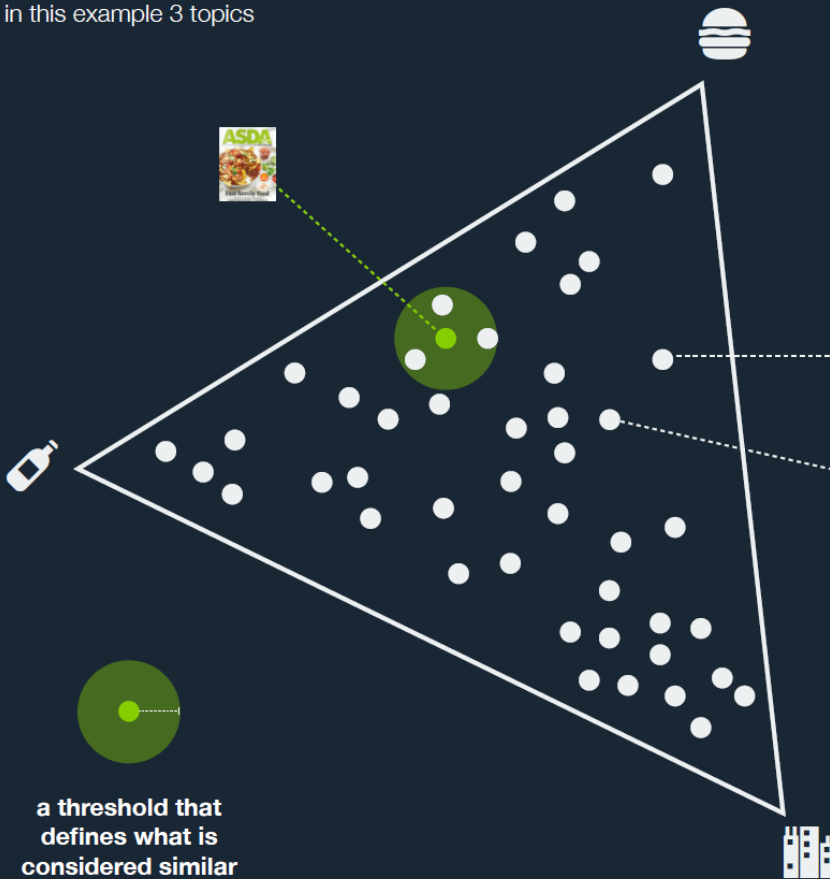 in this example 3 topics
ASDA
a threshold that
defines what is
considered similar